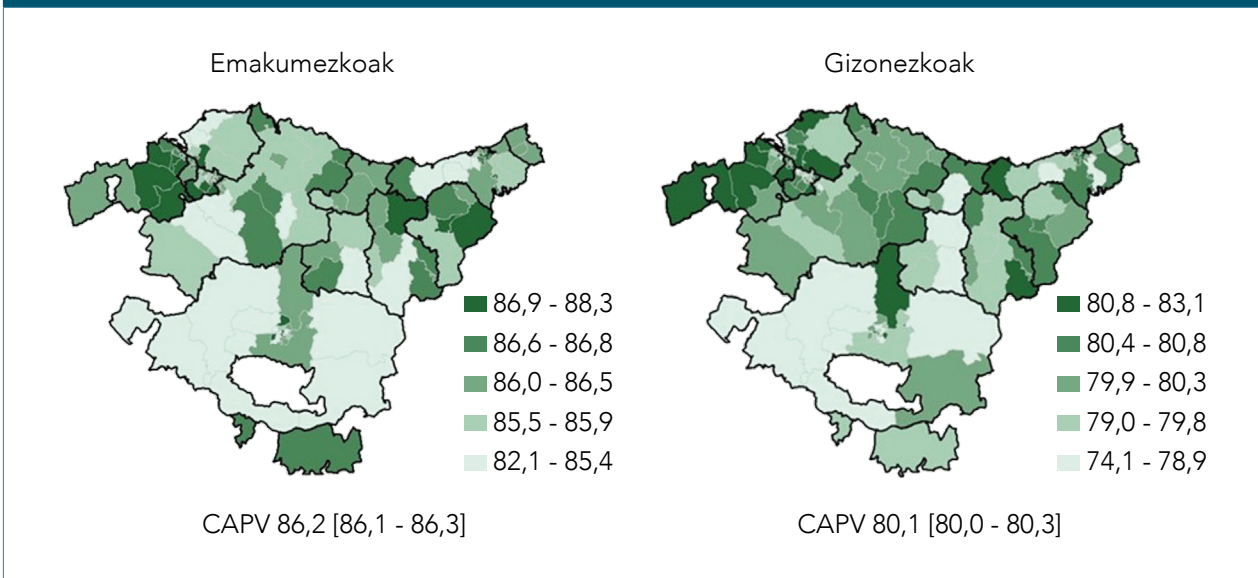 Emakumezkoak
Gizonezkoak
86,9 - 88,3
86,6 - 86,8
86,0 - 86,5
85,5 - 85,9
82,1 - 85,4
80,8 - 83,1
80,4 - 80,8
79,9 - 80,3
79,0 - 79,8
74,1 - 78,9
CAPV 86,2 [86,1 - 86,3]
CAPV 80,1 [80,0 - 80,3]